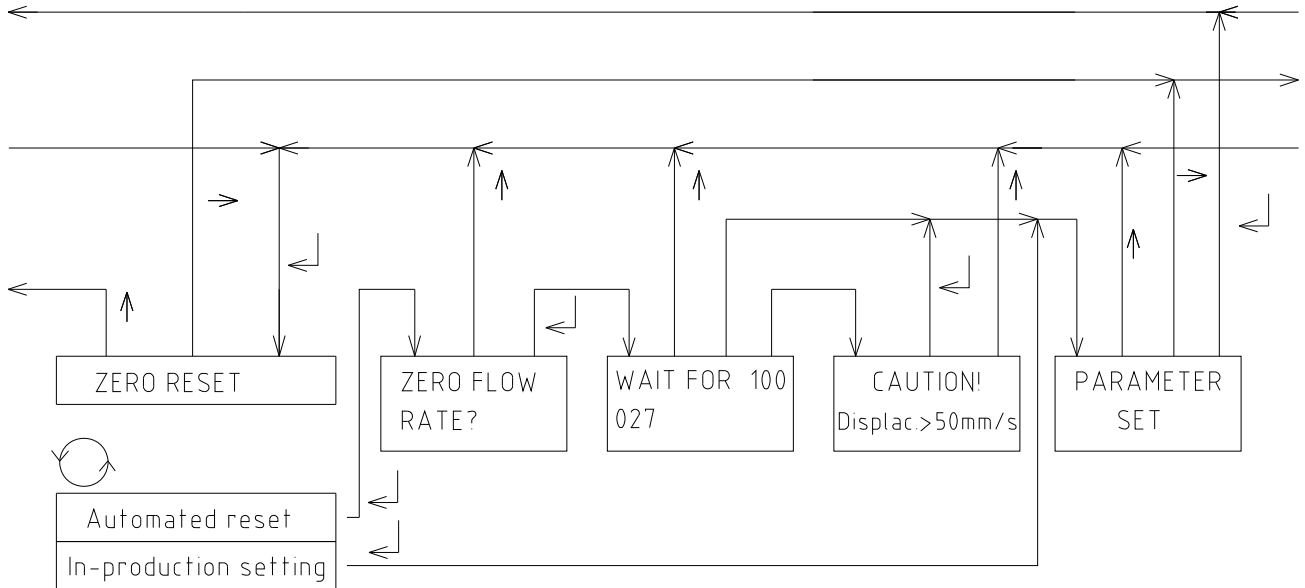 ZERO RESET
ZERO FLOW
RATE?
WAIT FOR 100
027
CAUTION!
Displac.>50mm/s
PARAMETER
SET
Automated reset
In-production setting